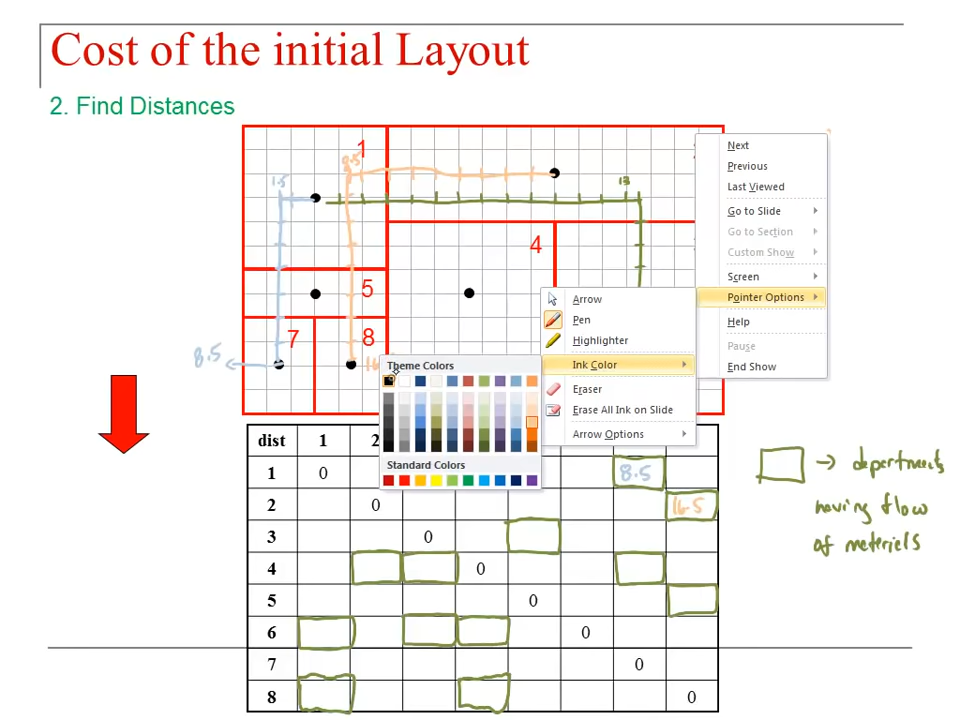 Cost of the initial Layout
2. Find Distances
1
8.5
1.5
13
4
5
7
8
8.5
Next
Previous
Last Viewed
Go to Slide
Go to Section
Custom Show
Screen
Pointer Options
Help
Pause
End Show
Arrow
Pen
Highlighter
Ink Color
Eraser
Erase All Ink on Slide
Arrow Options
Theme Colors
Standard Colors
dist 1 2
1 0 8.5
2 0 16.5
3 0
4 0
5 0
6 0
7 0
8 0
→ departments
having flow
of materiels